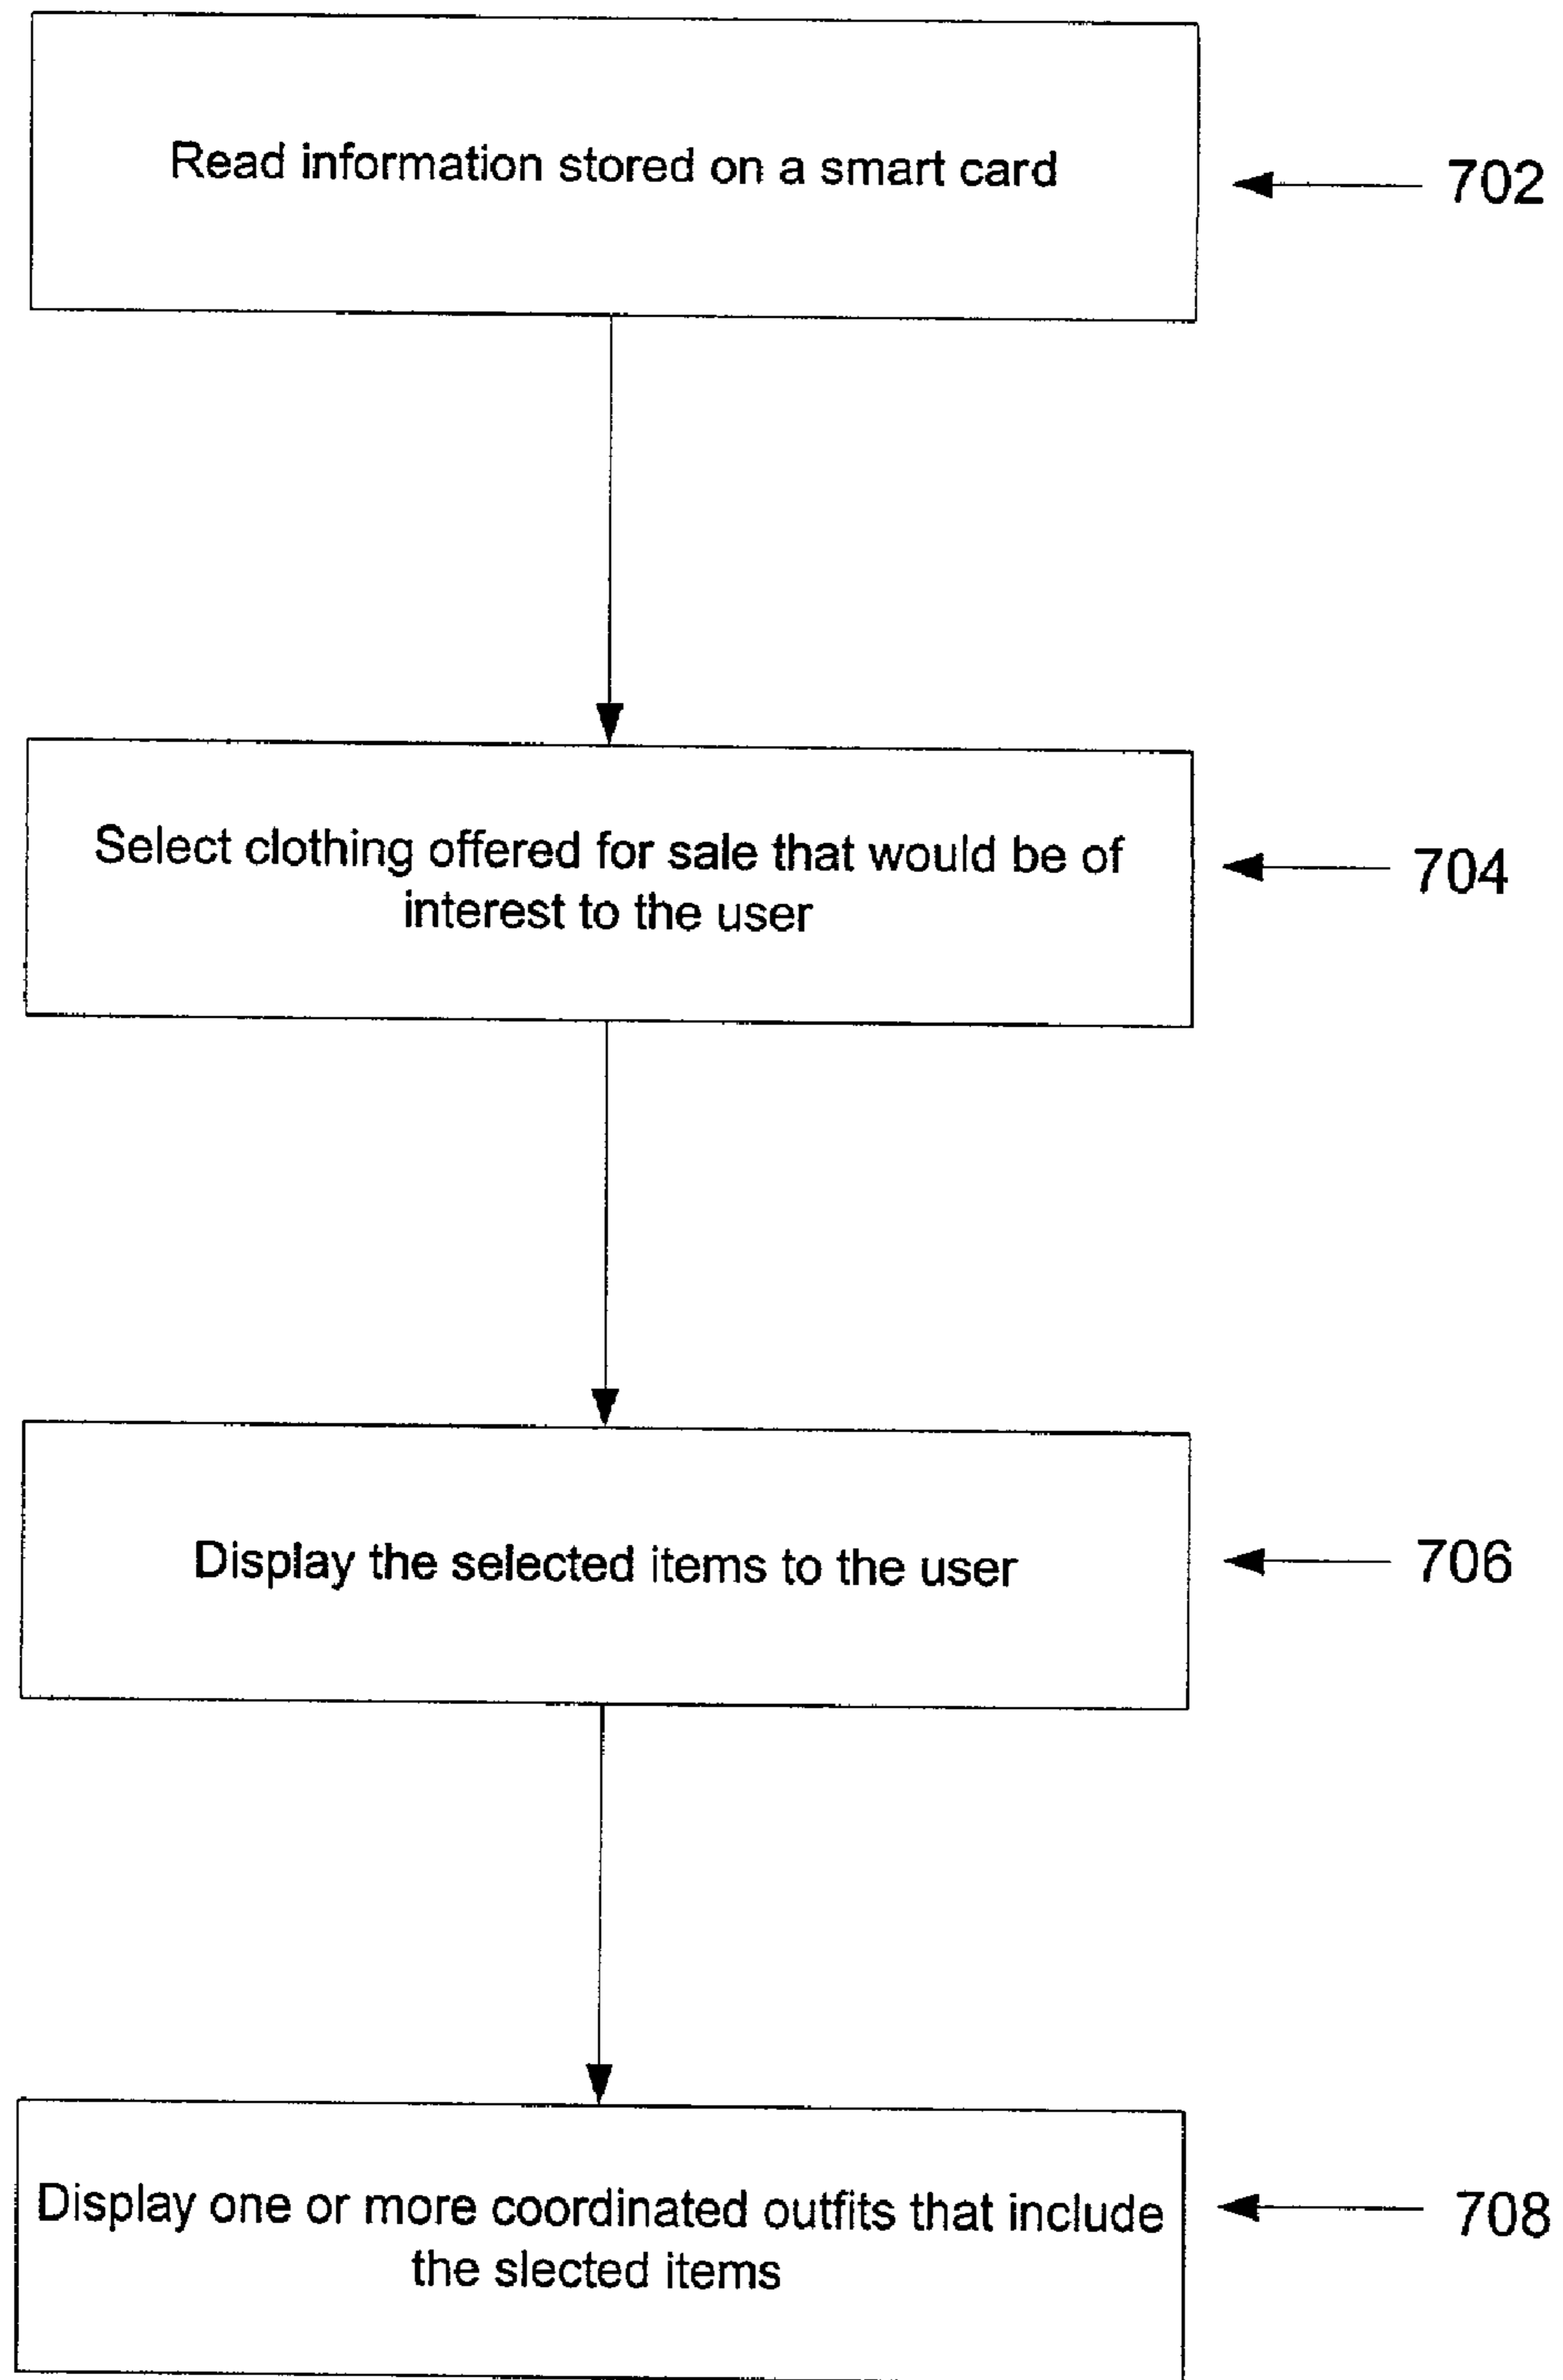 Read information stored on a smart card
702
Select clothing offered for sale that would be of
interest to the user
704
Display the selected items to the user
706
Display one or more coordinated outfits that include
the slected items
708